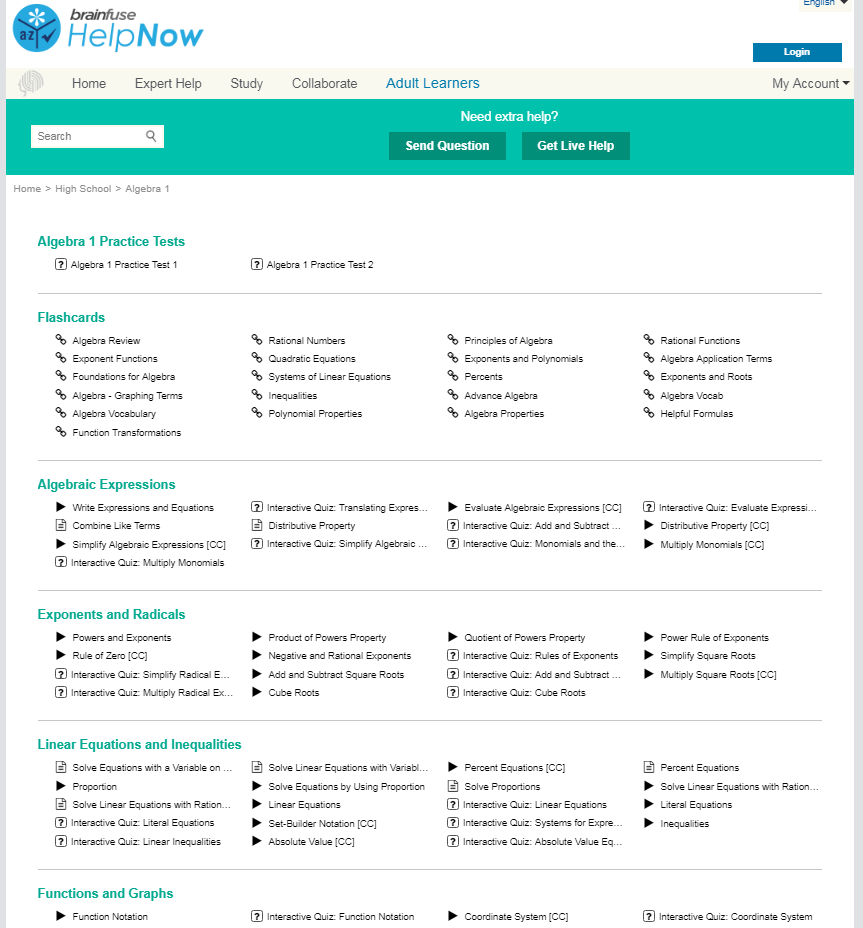 English
brainfuse
az
HelpNow
Login
Home Expert Help Study Collaborate Adult Learners My Account
Need extra help?
Search
Send Question Get Live Help
Home > High School > Algebra 1
Algebra 1 Practice Tests
Algebra 1 Practice Test 1 Algebra 1 Practice Test 2
Flashcards
Algebra Review Rational Numbers Principles of Algebra Rational Functions
Exponent Functions Quadratic Equations Exponents and Polynomials Algebra Application Terms
Foundations for Algebra Systems of Linear Equations Percents Exponents and Roots
Algebra - Graphing Terms Inequalities Advance Algebra Algebra Vocab
Algebra Vocabulary Polynomial Properties Algebra Properties Helpful Formulas
Function Transformations
Algebraic Expressions
Write Expressions and Equations Interactive Quiz: Translating Expres... Evaluate Algebraic Expressions [CC] Interactive Quiz: Evaluate Expressi...
Combine Like Terms Distributive Property Interactive Quiz: Add and Subtract ... Distributive Property [CC]
Simplify Algebraic Expressions [CC] Interactive Quiz: Simplify Algebraic ... Interactive Quiz: Monomials and the... Multiply Monomials [CC]
Interactive Quiz: Multiply Monomials
Exponents and Radicals
Powers and Exponents Product of Powers Property Quotient of Powers Property Power Rule of Exponents
Rule of Zero [CC] Negative and Rational Exponents Interactive Quiz: Rules of Exponents Simplify Square Roots
Interactive Quiz: Simplify Radical E... Add and Subtract Square Roots Interactive Quiz: Add and Subtract ... Multiply Square Roots [CC]
Interactive Quiz: Multiply Radical Ex... Cube Roots Interactive Quiz: Cube Roots
Linear Equations and Inequalities
Solve Equations with a Variable on ... Solve Linear Equations with Variabl... Percent Equations [CC] Percent Equations
Proportion Solve Equations by Using Proportion Solve Proportions Solve Linear Equations with Ration...
Solve Linear Equations with Ration... Linear Equations Interactive Quiz: Linear Equations Literal Equations
Interactive Quiz: Literal Equations Set-Builder Notation [CC] Interactive Quiz: Systems for Expre... Inequalities
Interactive Quiz: Linear Inequalities Absolute Value [CC] Interactive Quiz: Absolute Value Eq...
Functions and Graphs
Function Notation Interactive Quiz: Function Notation Coordinate System [CC] Interactive Quiz: Coordinate System